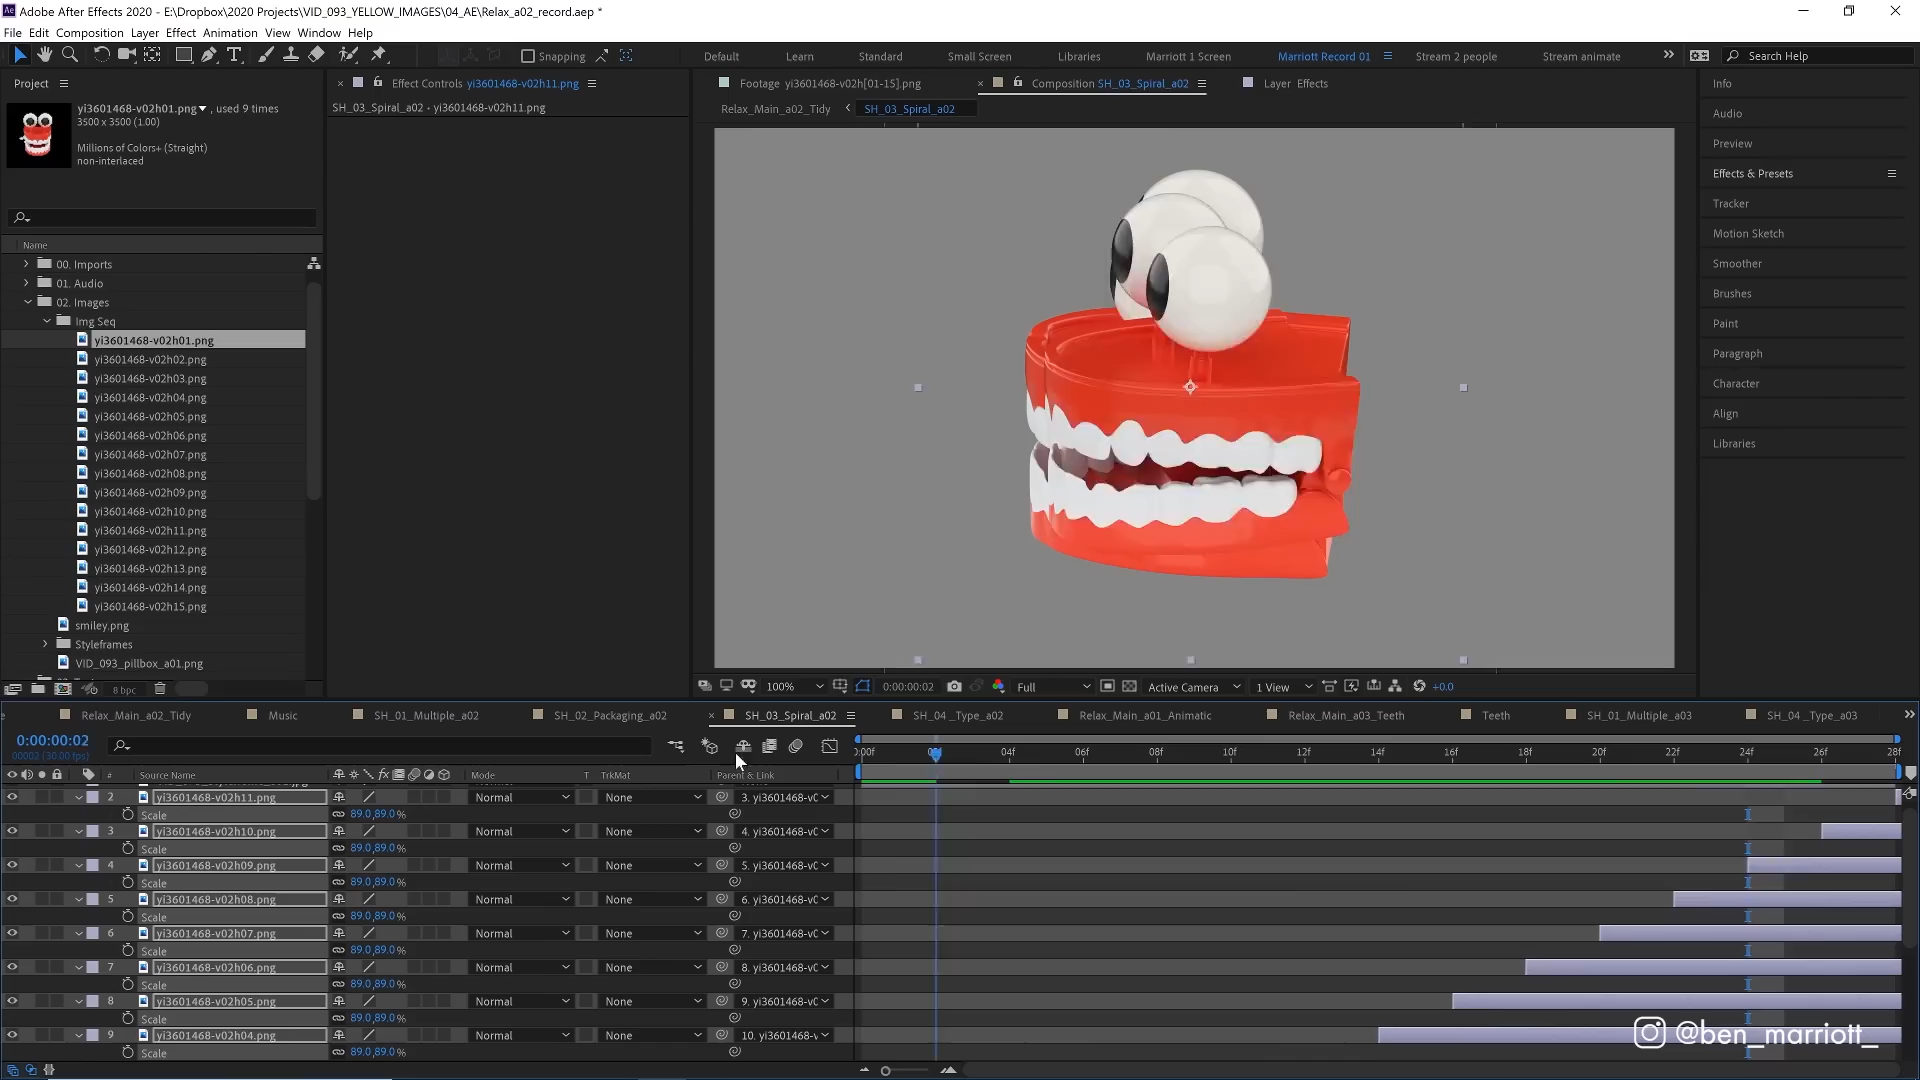 Adobe After Effects 2020 - E:\Dropbox\2020 Projects\VID_093_YELLOW_IMAGES\04_AE\Relax_a02_record.aep *
File Edit Composition Layer Effect Animation View Window Help
Snapping
Default Learn Standard Small Screen Libraries Marriott 1 Screen Marriott Record 01 Stream 2 people Stream animate
Search Help
Project
Effect Controls yi3601468-v02h11.png
Footage yi3601468-v02h[01-15].png
Composition SH_03_Spiral_a02
Layer Effects
Info
yi3601468-v02h01.png , used 9 times
3500 x 3500 (1.00)
Millions of Colors+ (Straight)
non-interlaced
SH_03_Spiral_a02 • yi3601468-v02h11.png
Relax_Main_a02_Tidy
SH_03_Spiral_a02
Audio
Preview
Effects & Presets
Tracker
Motion Sketch
Smoother
Brushes
Paint
Paragraph
Character
Align
Libraries
Name
00. Imports
01. Audio
02. Images
Img Seq
yi3601468-v02h01.png
yi3601468-v02h02.png
yi3601468-v02h03.png
yi3601468-v02h04.png
yi3601468-v02h05.png
yi3601468-v02h06.png
yi3601468-v02h07.png
yi3601468-v02h08.png
yi3601468-v02h09.png
yi3601468-v02h10.png
yi3601468-v02h11.png
yi3601468-v02h12.png
yi3601468-v02h13.png
yi3601468-v02h14.png
yi3601468-v02h15.png
smiley.png
Styleframes
VID_093_pillbox_a01.png
8 bpc
100% 0:00:00:02 Full Active Camera 1 View +0.0
Relax_Main_a02_Tidy Music SH_01_Multiple_a02 SH_02_Packaging_a02 SH_03_Spiral_a02 SH_04 _Type_a02 Relax_Main_a01_Animatic Relax_Main_a03_Teeth Teeth SH_01_Multiple_a03 SH_04 _Type_a03
0:00:00:02
00002 (30.00 fps)
04f 06f 08f 10f 12f 14f 16f 18f 20f 22f 24f 26f 28f
# Source Name fx Mode T TrkMat Parent & Link
2 yi3601468-v02h11.png Normal None 3. yi3601468-v0
Scale 89.0,89.0%
3 yi3601468-v02h10.png Normal None 4. yi3601468-v0
Scale 89.0,89.0%
4 yi3601468-v02h09.png Normal None 5. yi3601468-v0
Scale 89.0,89.0%
5 yi3601468-v02h08.png Normal None 6. yi3601468-v0
Scale 89.0,89.0%
6 yi3601468-v02h07.png Normal None 7. yi3601468-v0
Scale 89.0,89.0%
7 yi3601468-v02h06.png Normal None 8. yi3601468-v0
Scale 89.0,89.0%
8 yi3601468-v02h05.png Normal None 9. yi3601468-v0
Scale 89.0,89.0%
9 yi3601468-v02h04.png Normal None 10. yi3601468-v
Scale 89.0,89.0%
@ben_marriott_